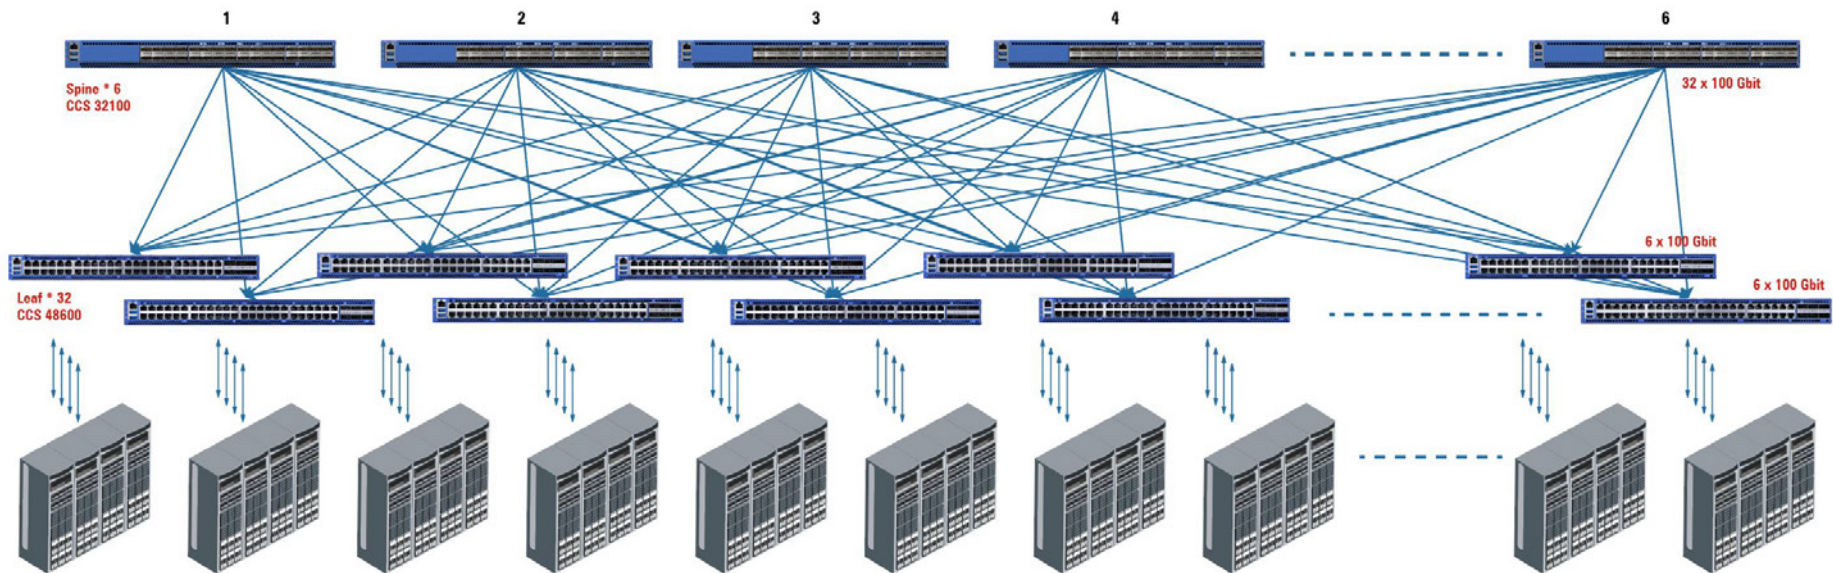 1
2
3
4
6
Spine * 6
CCS 32100
32 x 100 Gbit
6 x 100 Gbit
Leaf * 32
CCS 48600
6 x 100 Gbit